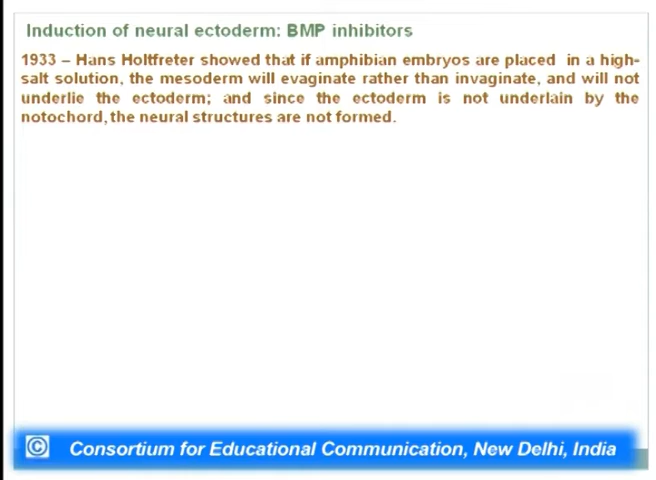 Induction of neural ectoderm: BMP inhibitors
1933 – Hans Holtfreter showed that if amphibian embryos are placed in a high-
salt solution, the mesoderm will evaginate rather than invaginate, and will not
underlie the ectoderm; and since the ectoderm is not underlain by the
notochord, the neural structures are not formed.
© Consortium for Educational Communication, New Delhi, India